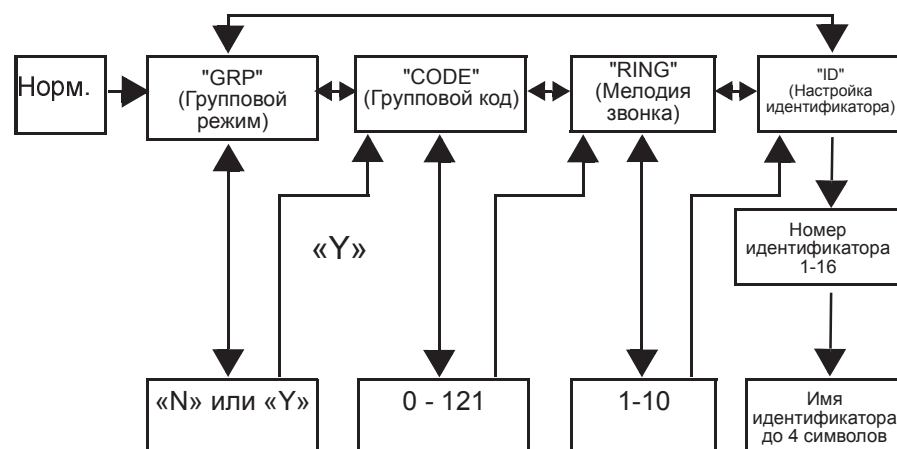 Норм.
"GRP"
(Групповой
режим)
"CODE"
(Групповой код)
"RING"
(Мелодия
звонка)
"ID"
(Настройка
идентификатора)
«Y»
Номер
идентификатора
1-16
«N» или «Y»
0 - 121
1-10
Имя
идентификатора
до 4 символов